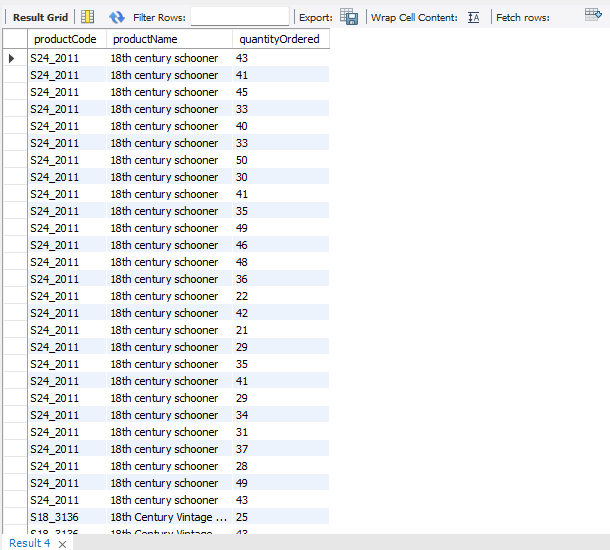 Result Grid Filter Rows: Export: Wrap Cell Content: Fetch rows:
productCode productName quantityOrdered
S24_2011 18th century schooner 43
S24_2011 18th century schooner 41
S24_2011 18th century schooner 45
S24_2011 18th century schooner 33
S24_2011 18th century schooner 40
S24_2011 18th century schooner 33
S24_2011 18th century schooner 50
S24_2011 18th century schooner 30
S24_2011 18th century schooner 41
S24_2011 18th century schooner 35
S24_2011 18th century schooner 49
S24_2011 18th century schooner 46
S24_2011 18th century schooner 48
S24_2011 18th century schooner 36
S24_2011 18th century schooner 22
S24_2011 18th century schooner 42
S24_2011 18th century schooner 21
S24_2011 18th century schooner 29
S24_2011 18th century schooner 35
S24_2011 18th century schooner 41
S24_2011 18th century schooner 29
S24_2011 18th century schooner 34
S24_2011 18th century schooner 31
S24_2011 18th century schooner 37
S24_2011 18th century schooner 28
S24_2011 18th century schooner 49
S24_2011 18th century schooner 43
S18_3136 18th Century Vintage ... 25
S18_3136 18th Century Vintage 43
Result 4